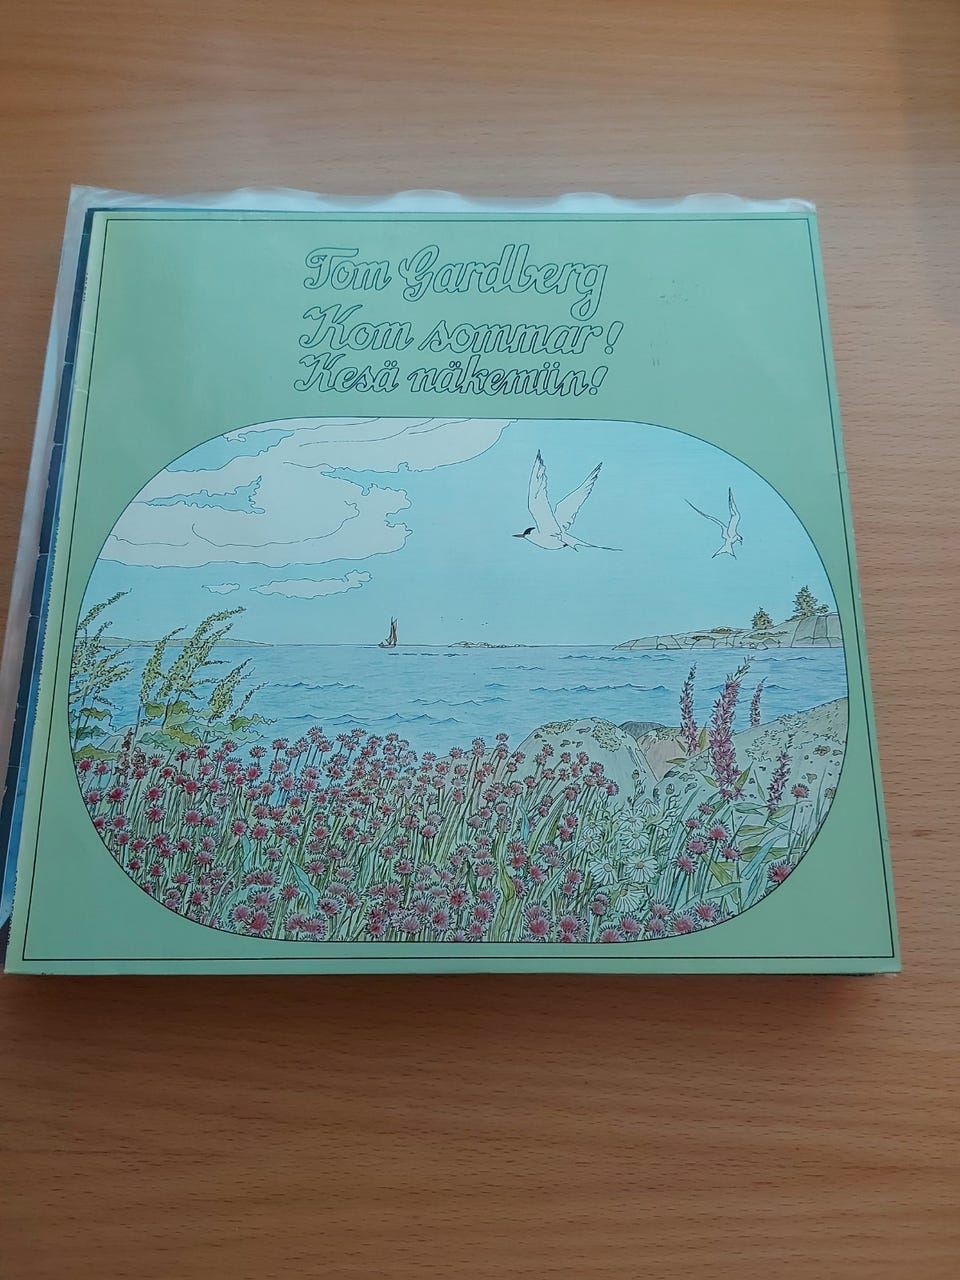 Tom Gardberg
Kom sommar!
Kesä näkemiin!